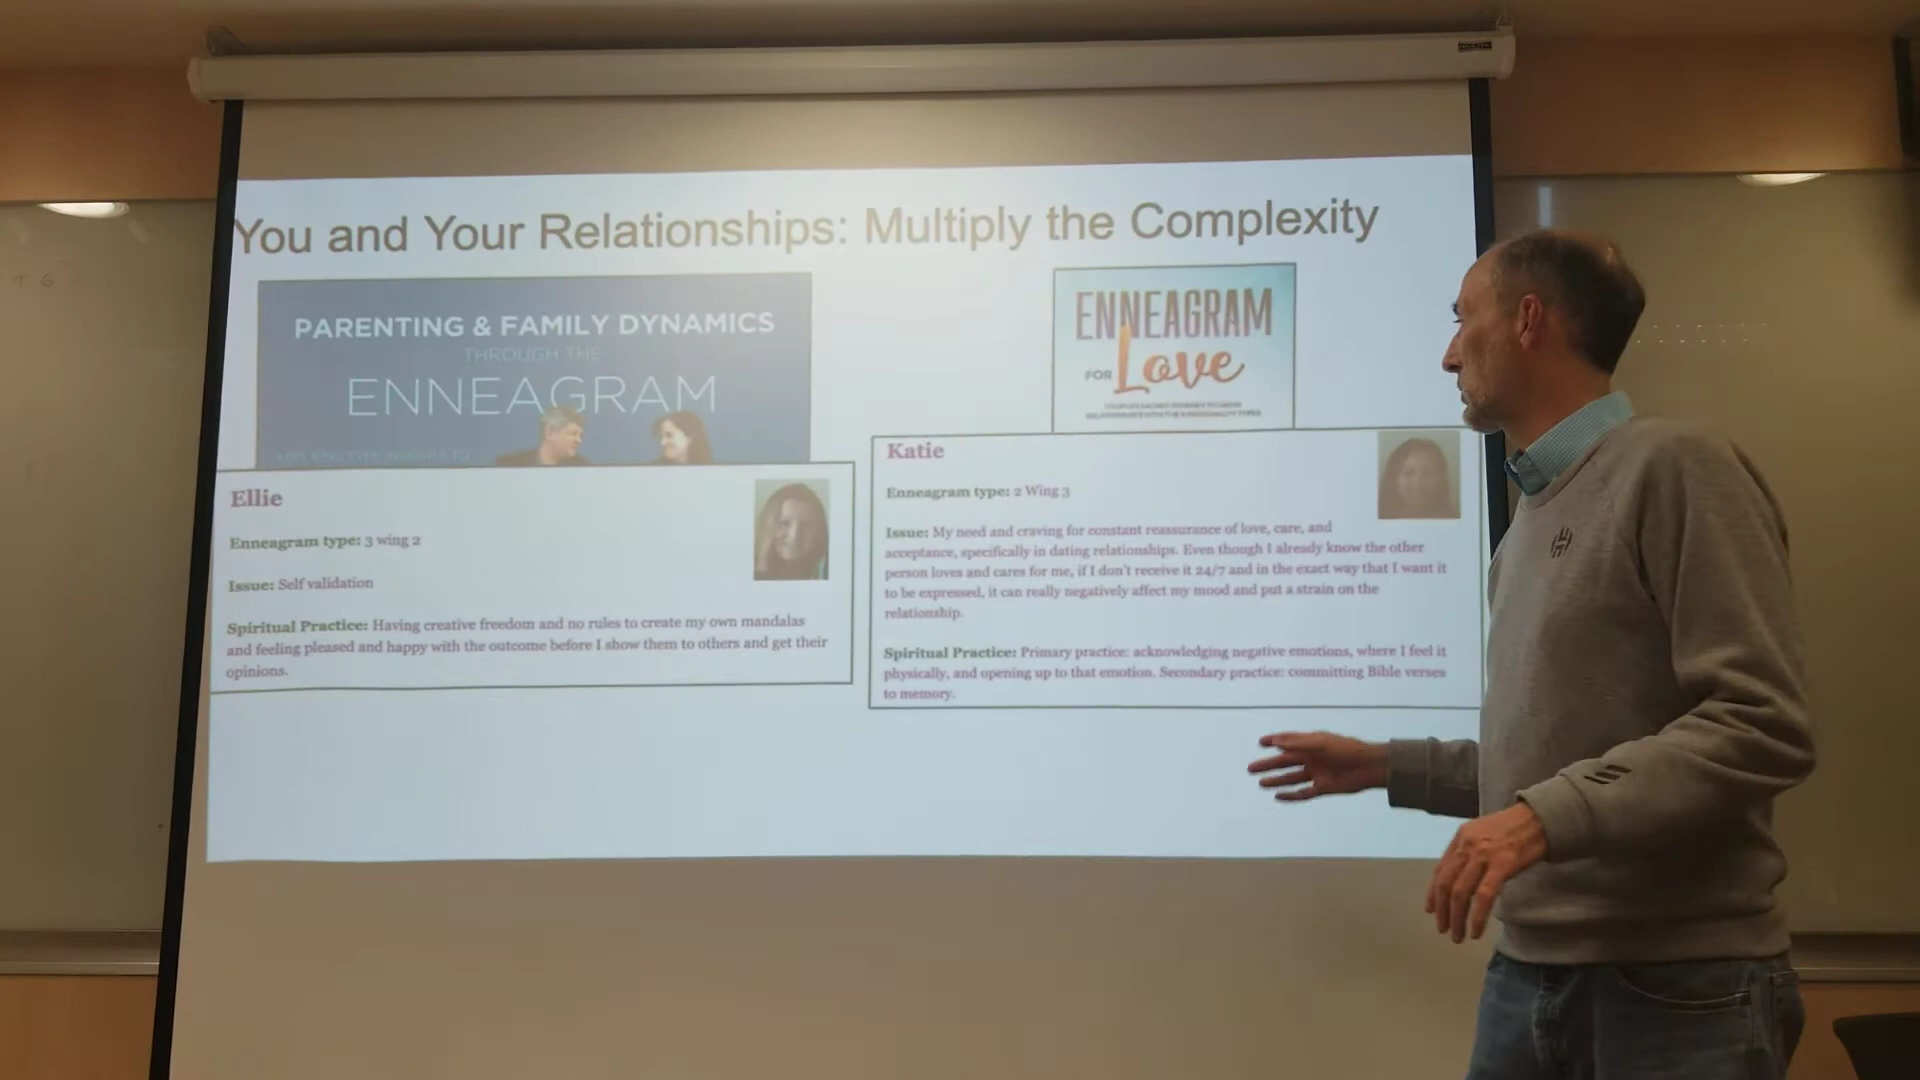 You and Your Relationships: Multiply the Complexity
PARENTING & FAMILY DYNAMICS
THROUGH THE
ENNEAGRAM
ENNEAGRAM
FOR Love
Ellie
Enneagram type: 3 wing 2
Issue: Self validation
Spiritual Practice: Having creative freedom and no rules to create my own mandalas
and feeling pleased and happy with the outcome before I show them to others and get their
opinions.
Katie
Enneagram type: 2 Wing 3
Issue: My need and craving for constant reassurance of love, care, and
acceptance, specifically in dating relationships. Even though I already know the other
person loves and cares for me, if I don't receive it 24/7 and in the exact way that I want it
to be expressed, it can really negatively affect my mood and put a strain on the
relationship.
Spiritual Practice: Primary practice: acknowledging negative emotions, where I feel it
physically, and opening up to that emotion. Secondary practice: committing Bible verses
to memory.